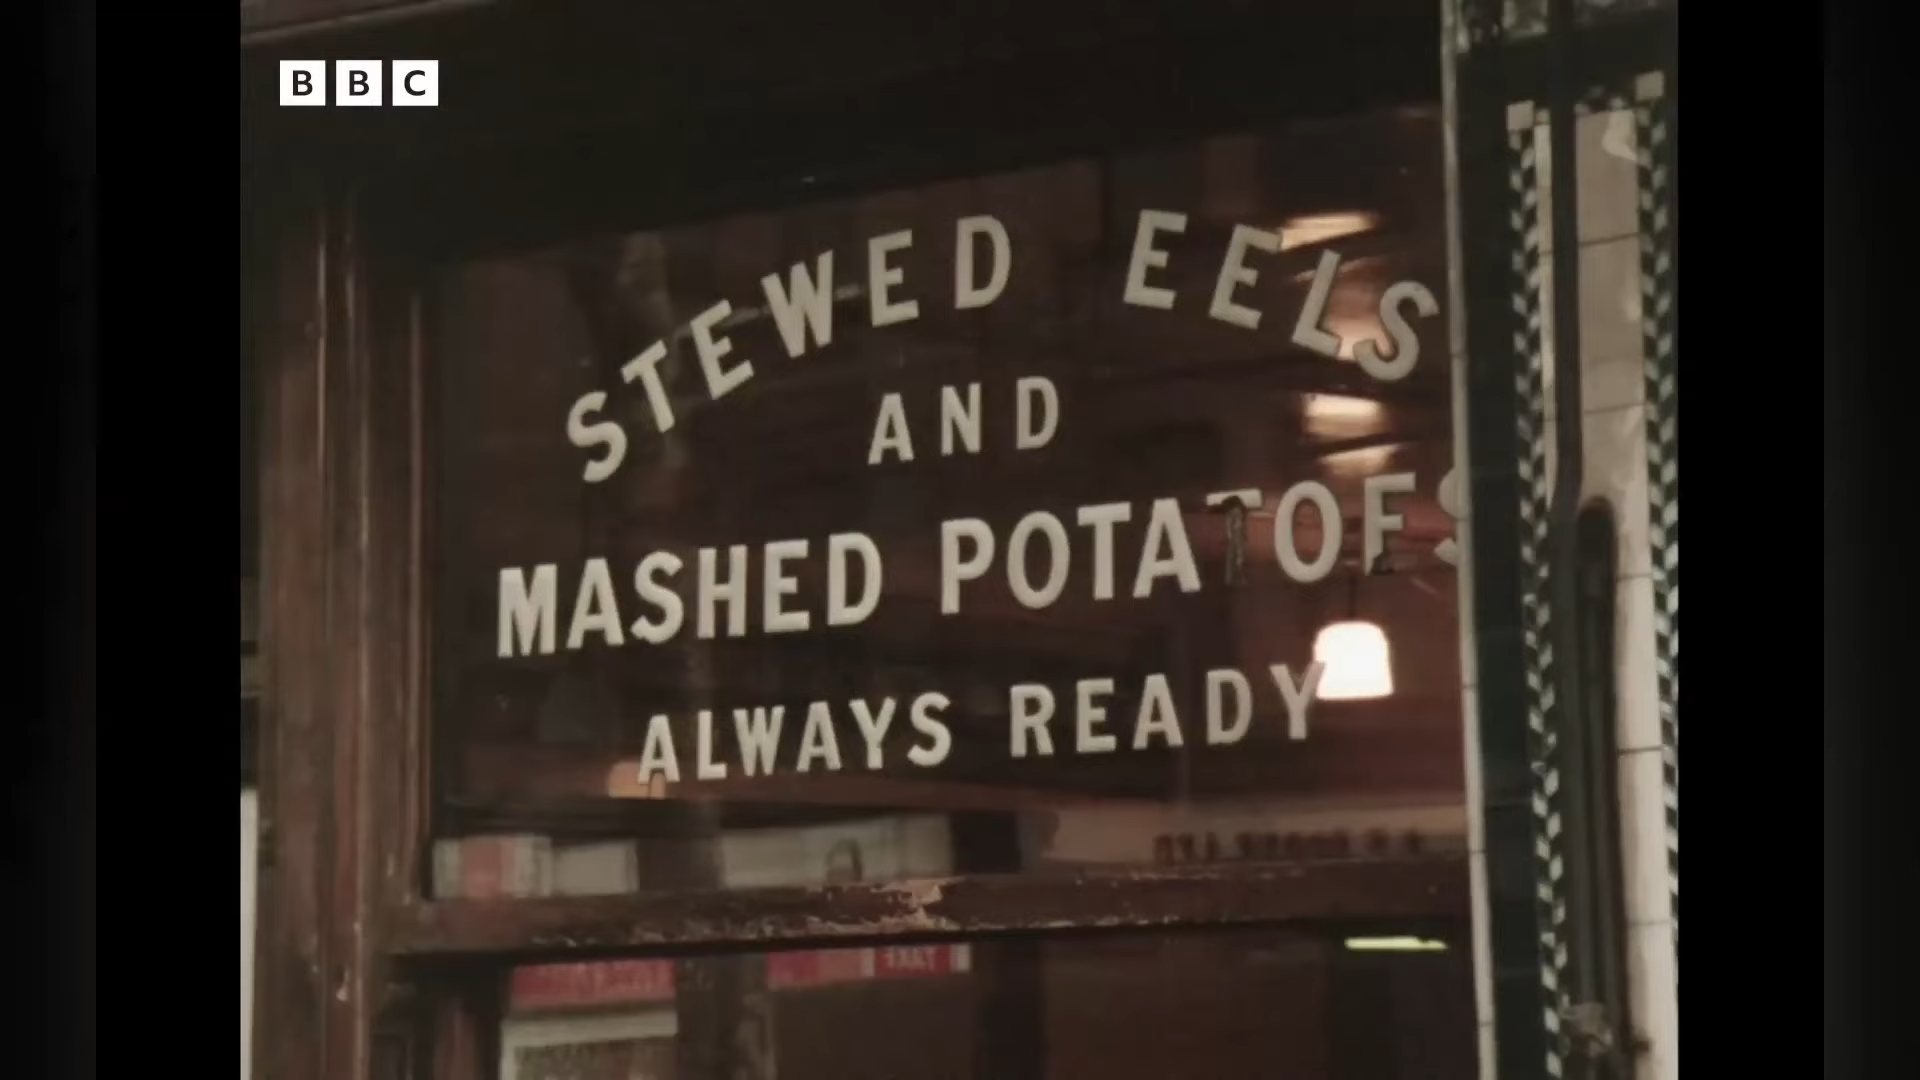 BBC
STEWED EELS
AND
MASHED POTATOES
ALWAYS READY